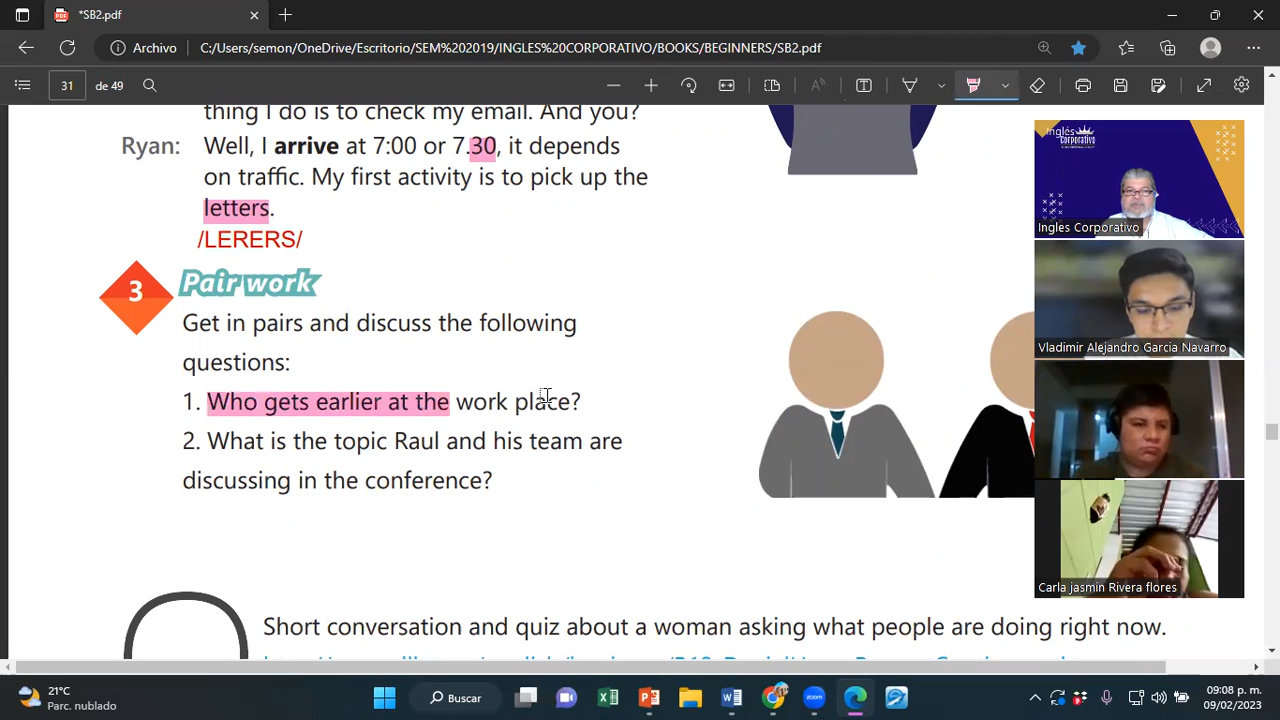 *SB2.pdf
Archivo
C:/Users/semon/OneDrive/Escritorio/SEM%202019/INGLES%20CORPORATIVO/BOOKS/BEGINNERS/SB2.pdf
31 de 49
thing I do is to check my email. And you?
Ryan: Well, I arrive at 7:00 or 7.30, it depends
on traffic. My first activity is to pick up the
letters.
/LERERS/
3 Pair work
Get in pairs and discuss the following
questions:
1. Who gets earlier at the work place?
2. What is the topic Raul and his team are
discussing in the conference?
Short conversation and quiz about a woman asking what people are doing right now.
Inglés
Corporativo
Ingles Corporativo
Vladimir Alejandro Garcia Navarro
Carla jasmin Rivera flores
21°C
Parc. nublado
Buscar
zoom
09:08 p. m.
09/02/2023